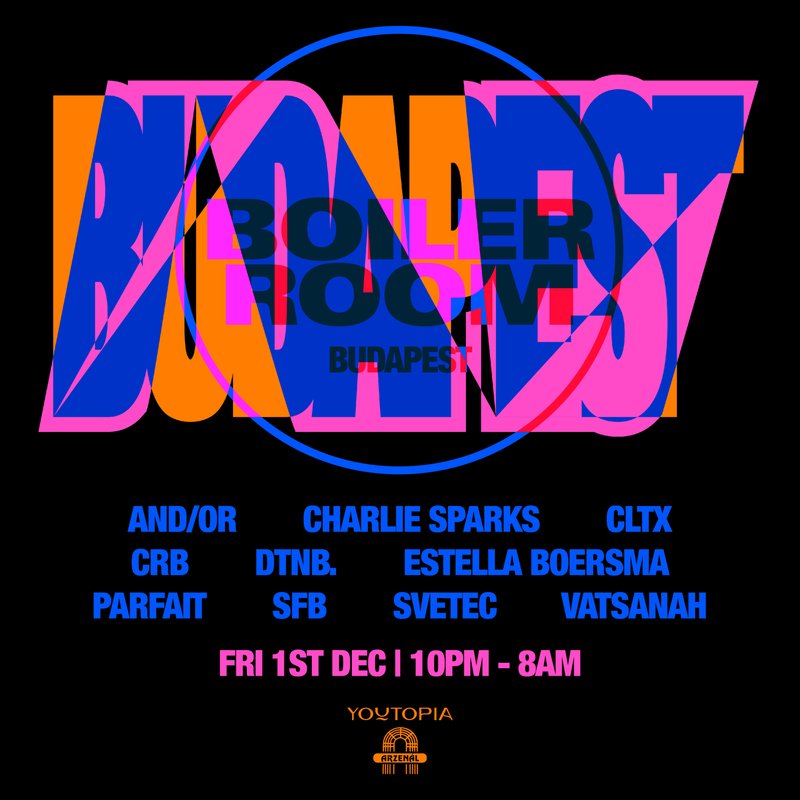 BUDAPEST
BOILER
ROOM
BUDAPEST
AND/OR CHARLIE SPARKS CLTX
CRB DTNB. ESTELLA BOERSMA
PARFAIT SFB SVETEC VATSANAH
FRI 1ST DEC | 10PM - 8AM
YOUTOPIA
ARZENÁL